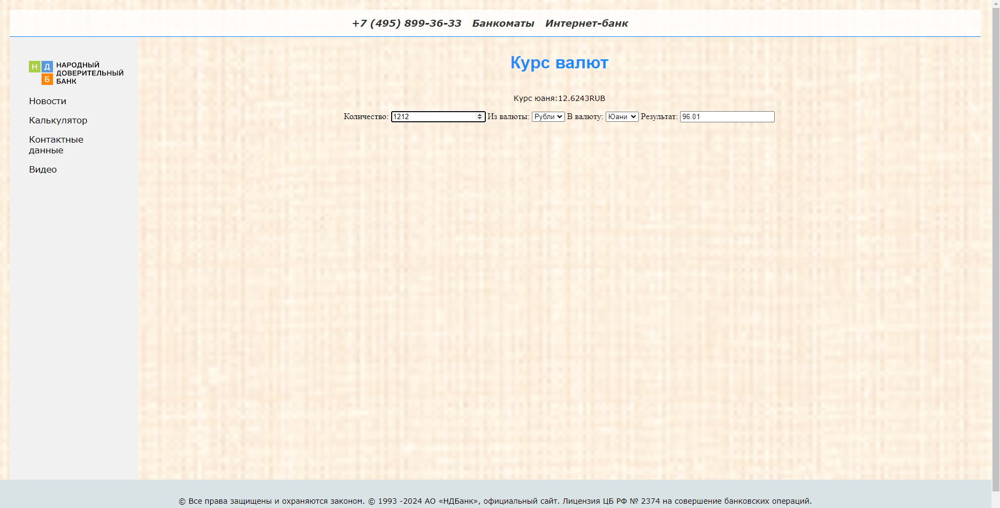 +7 (495) 899-36-33 Банкоматы Интернет-банк
Н Д Б
НАРОДНЫЙ
ДОВЕРИТЕЛЬНЫЙ
БАНК
Новости
Калькулятор
Контактные
данные
Видео
Курс валют
Курс юаня:12.6243RUB
Количество: 1212 Из валюты: Рубли В валюту: Юани Результат: 96.01
© Все права защищены и охраняются законом. © 1993 -2024 АО «НДБанк», официальный сайт. Лицензия ЦБ РФ № 2374 на совершение банковских операций.